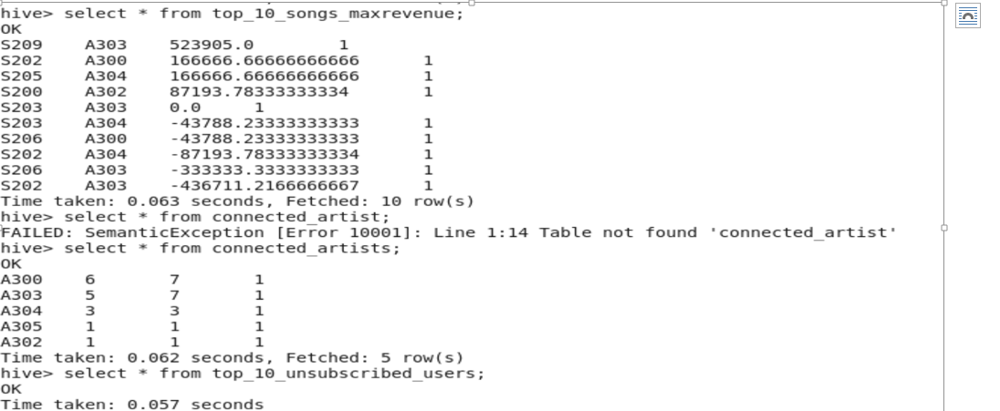 hive> select * from top_10_songs_maxrevenue;
OK
S209 A303 523905.0 1
S202 A300 166666.66666666666 1
S205 A304 166666.66666666666 1
S200 A302 87193.78333333334 1
S203 A303 0.0 1
S203 A304 -43788.23333333333 1
S206 A300 -43788.23333333333 1
S202 A304 -87193.78333333334 1
S206 A303 -333333.3333333333 1
S202 A303 -436711.2166666667 1
Time taken: 0.063 seconds, Fetched: 10 row(s)
hive> select * from connected_artist;
FAILED: SemanticException [Error 10001]: Line 1:14 Table not found 'connected_artist'
hive> select * from connected_artists;
OK
A300 6 7 1
A303 5 7 1
A304 3 3 1
A305 1 1 1
A302 1 1 1
Time taken: 0.062 seconds, Fetched: 5 row(s)
hive> select * from top_10_unsubscribed_users;
OK
Time taken: 0.057 seconds